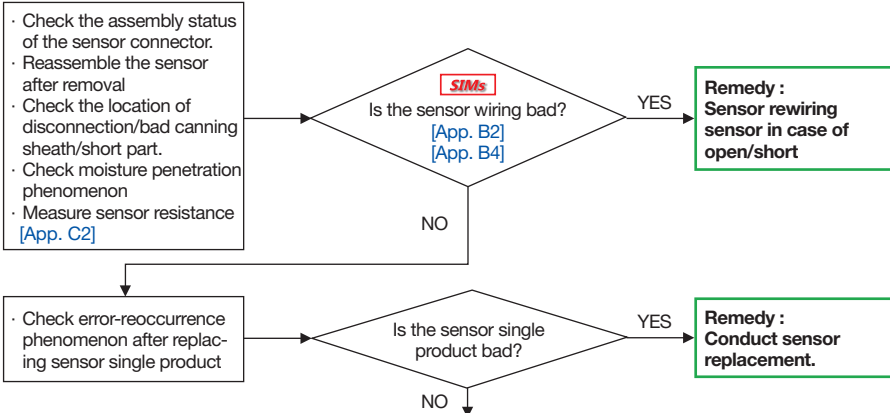 · Check the assembly status
of the sensor connector.
· Reassemble the sensor
after removal
· Check the location of
disconnection/bad canning
sheath/short part.
· Check moisture penetration
phenomenon
· Measure sensor resistance
[App. C2]
SIMs
Is the sensor wiring bad?
[App. B2]
[App. B4]
YES
Remedy :
Sensor rewiring
sensor in case of
open/short
NO
· Check error-reoccurrence
phenomenon after replac-
ing sensor single product
Is the sensor single
product bad?
YES
Remedy :
Conduct sensor
replacement.
NO